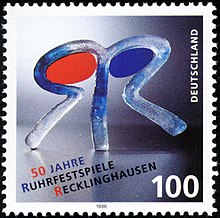 DEUTSCHLAND
50 JAHRE
RUHRFESTSPIELE
RECKLINGHAUSEN
100
1996